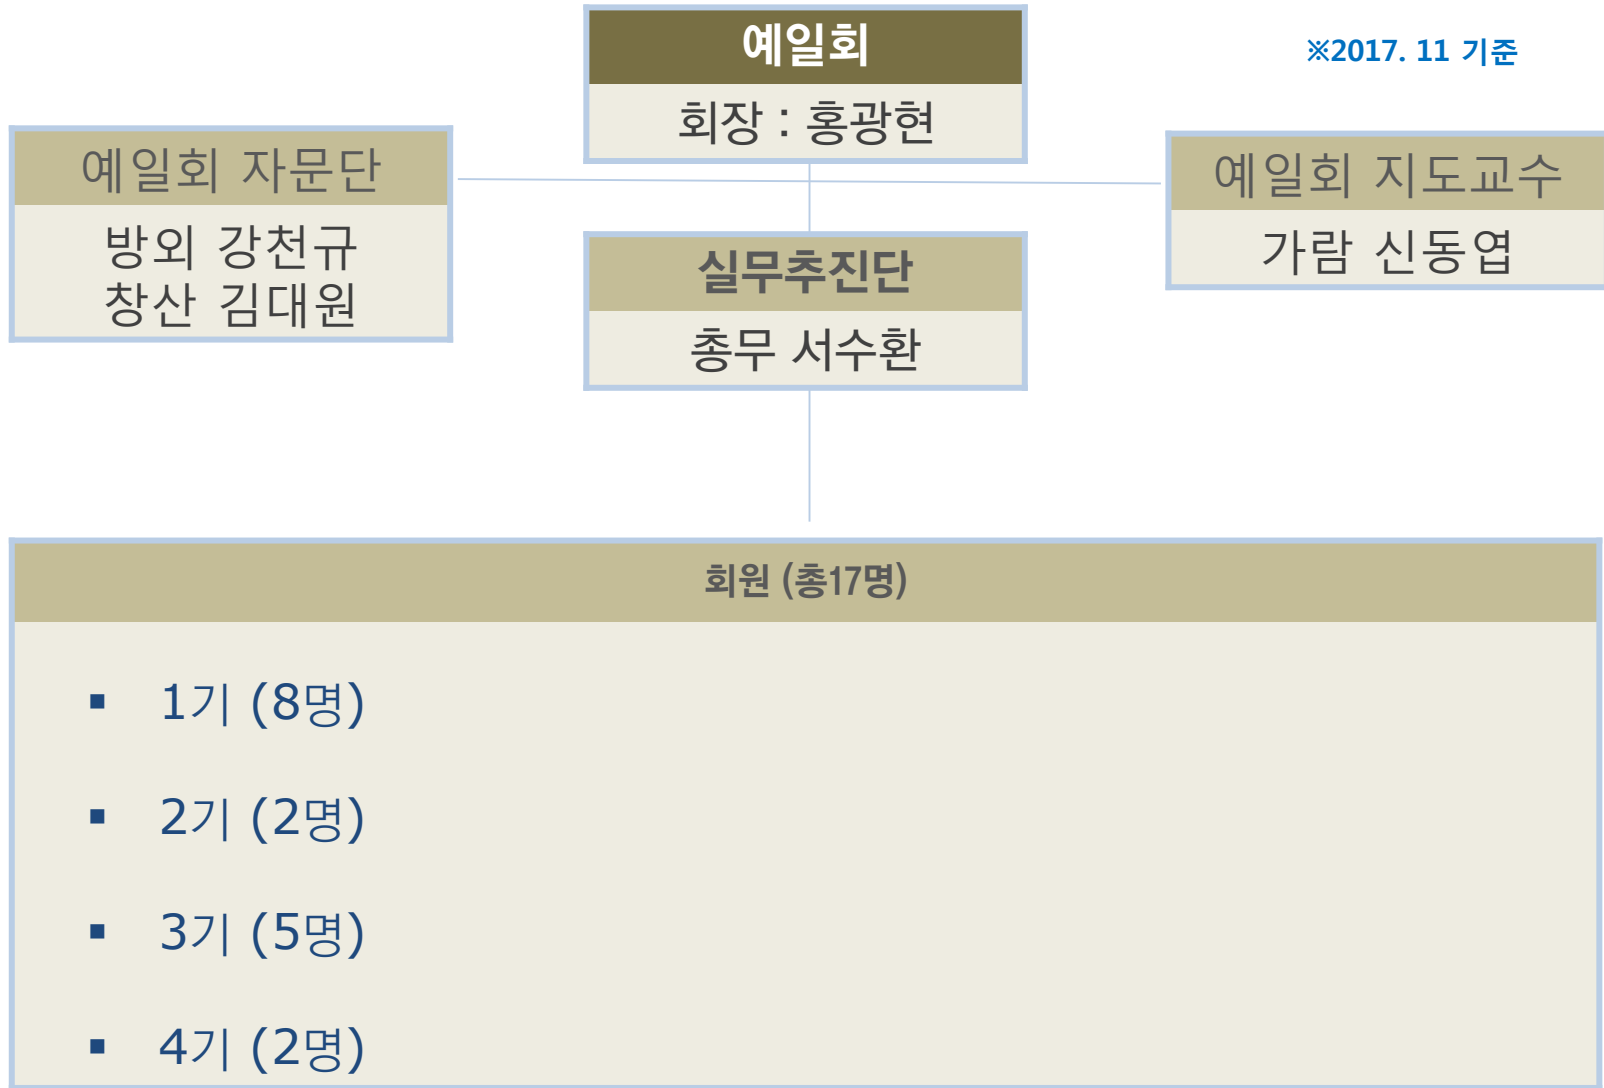 예일회
※2017. 11 기준
회장 : 홍광현
예일회 자문단
방외 강천규
창산 김대원
예일회 지도교수
가람 신동엽
실무추진단
총무 서수환
회원 (총17명)
▪ 1기 (8명)
▪ 2기 (2명)
▪ 3기 (5명)
▪ 4기 (2명)